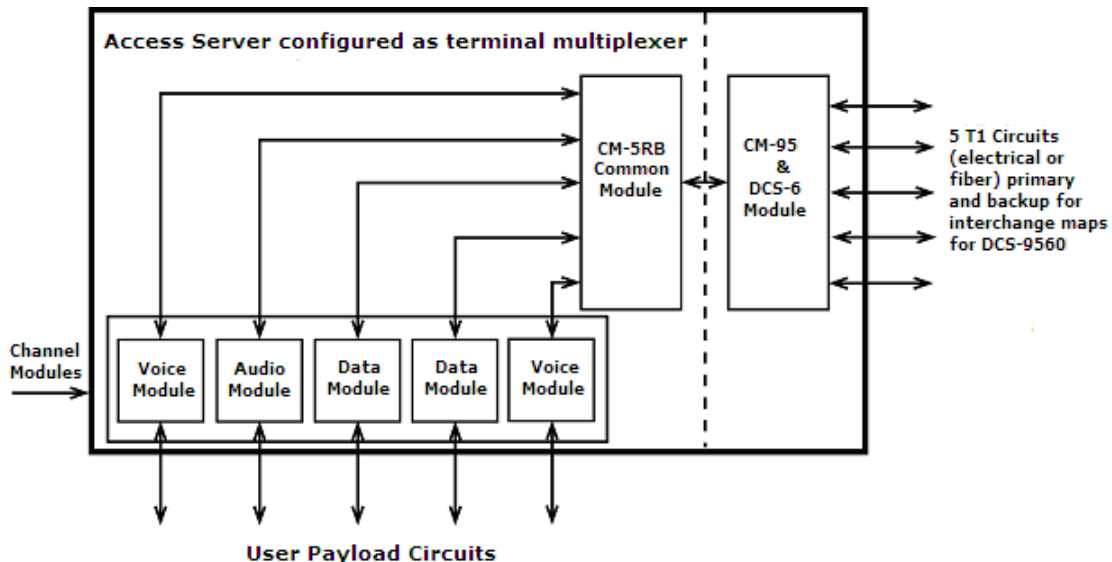 Access Server configured as terminal multiplexer
CM-5RB
Common
Module
CM-95
&
DCS-6
Module
5 T1 Circuits
(electrical or
fiber) primary
and backup for
interchange maps
for DCS-9560
Channel
Modules
Voice
Module
Audio
Module
Data
Module
Data
Module
Voice
Module
User Payload Circuits